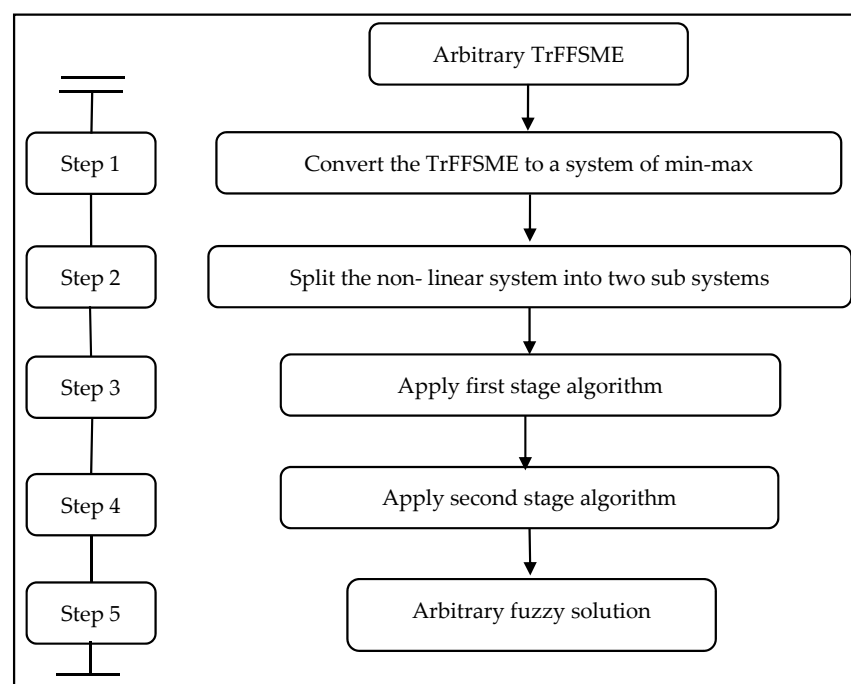 Arbitrary TrFFSME
Step 1
Convert the TrFFSME to a system of min-max
Step 2
Split the non- linear system into two sub systems
Step 3
Apply first stage algorithm
Step 4
Apply second stage algorithm
Step 5
Arbitrary fuzzy solution